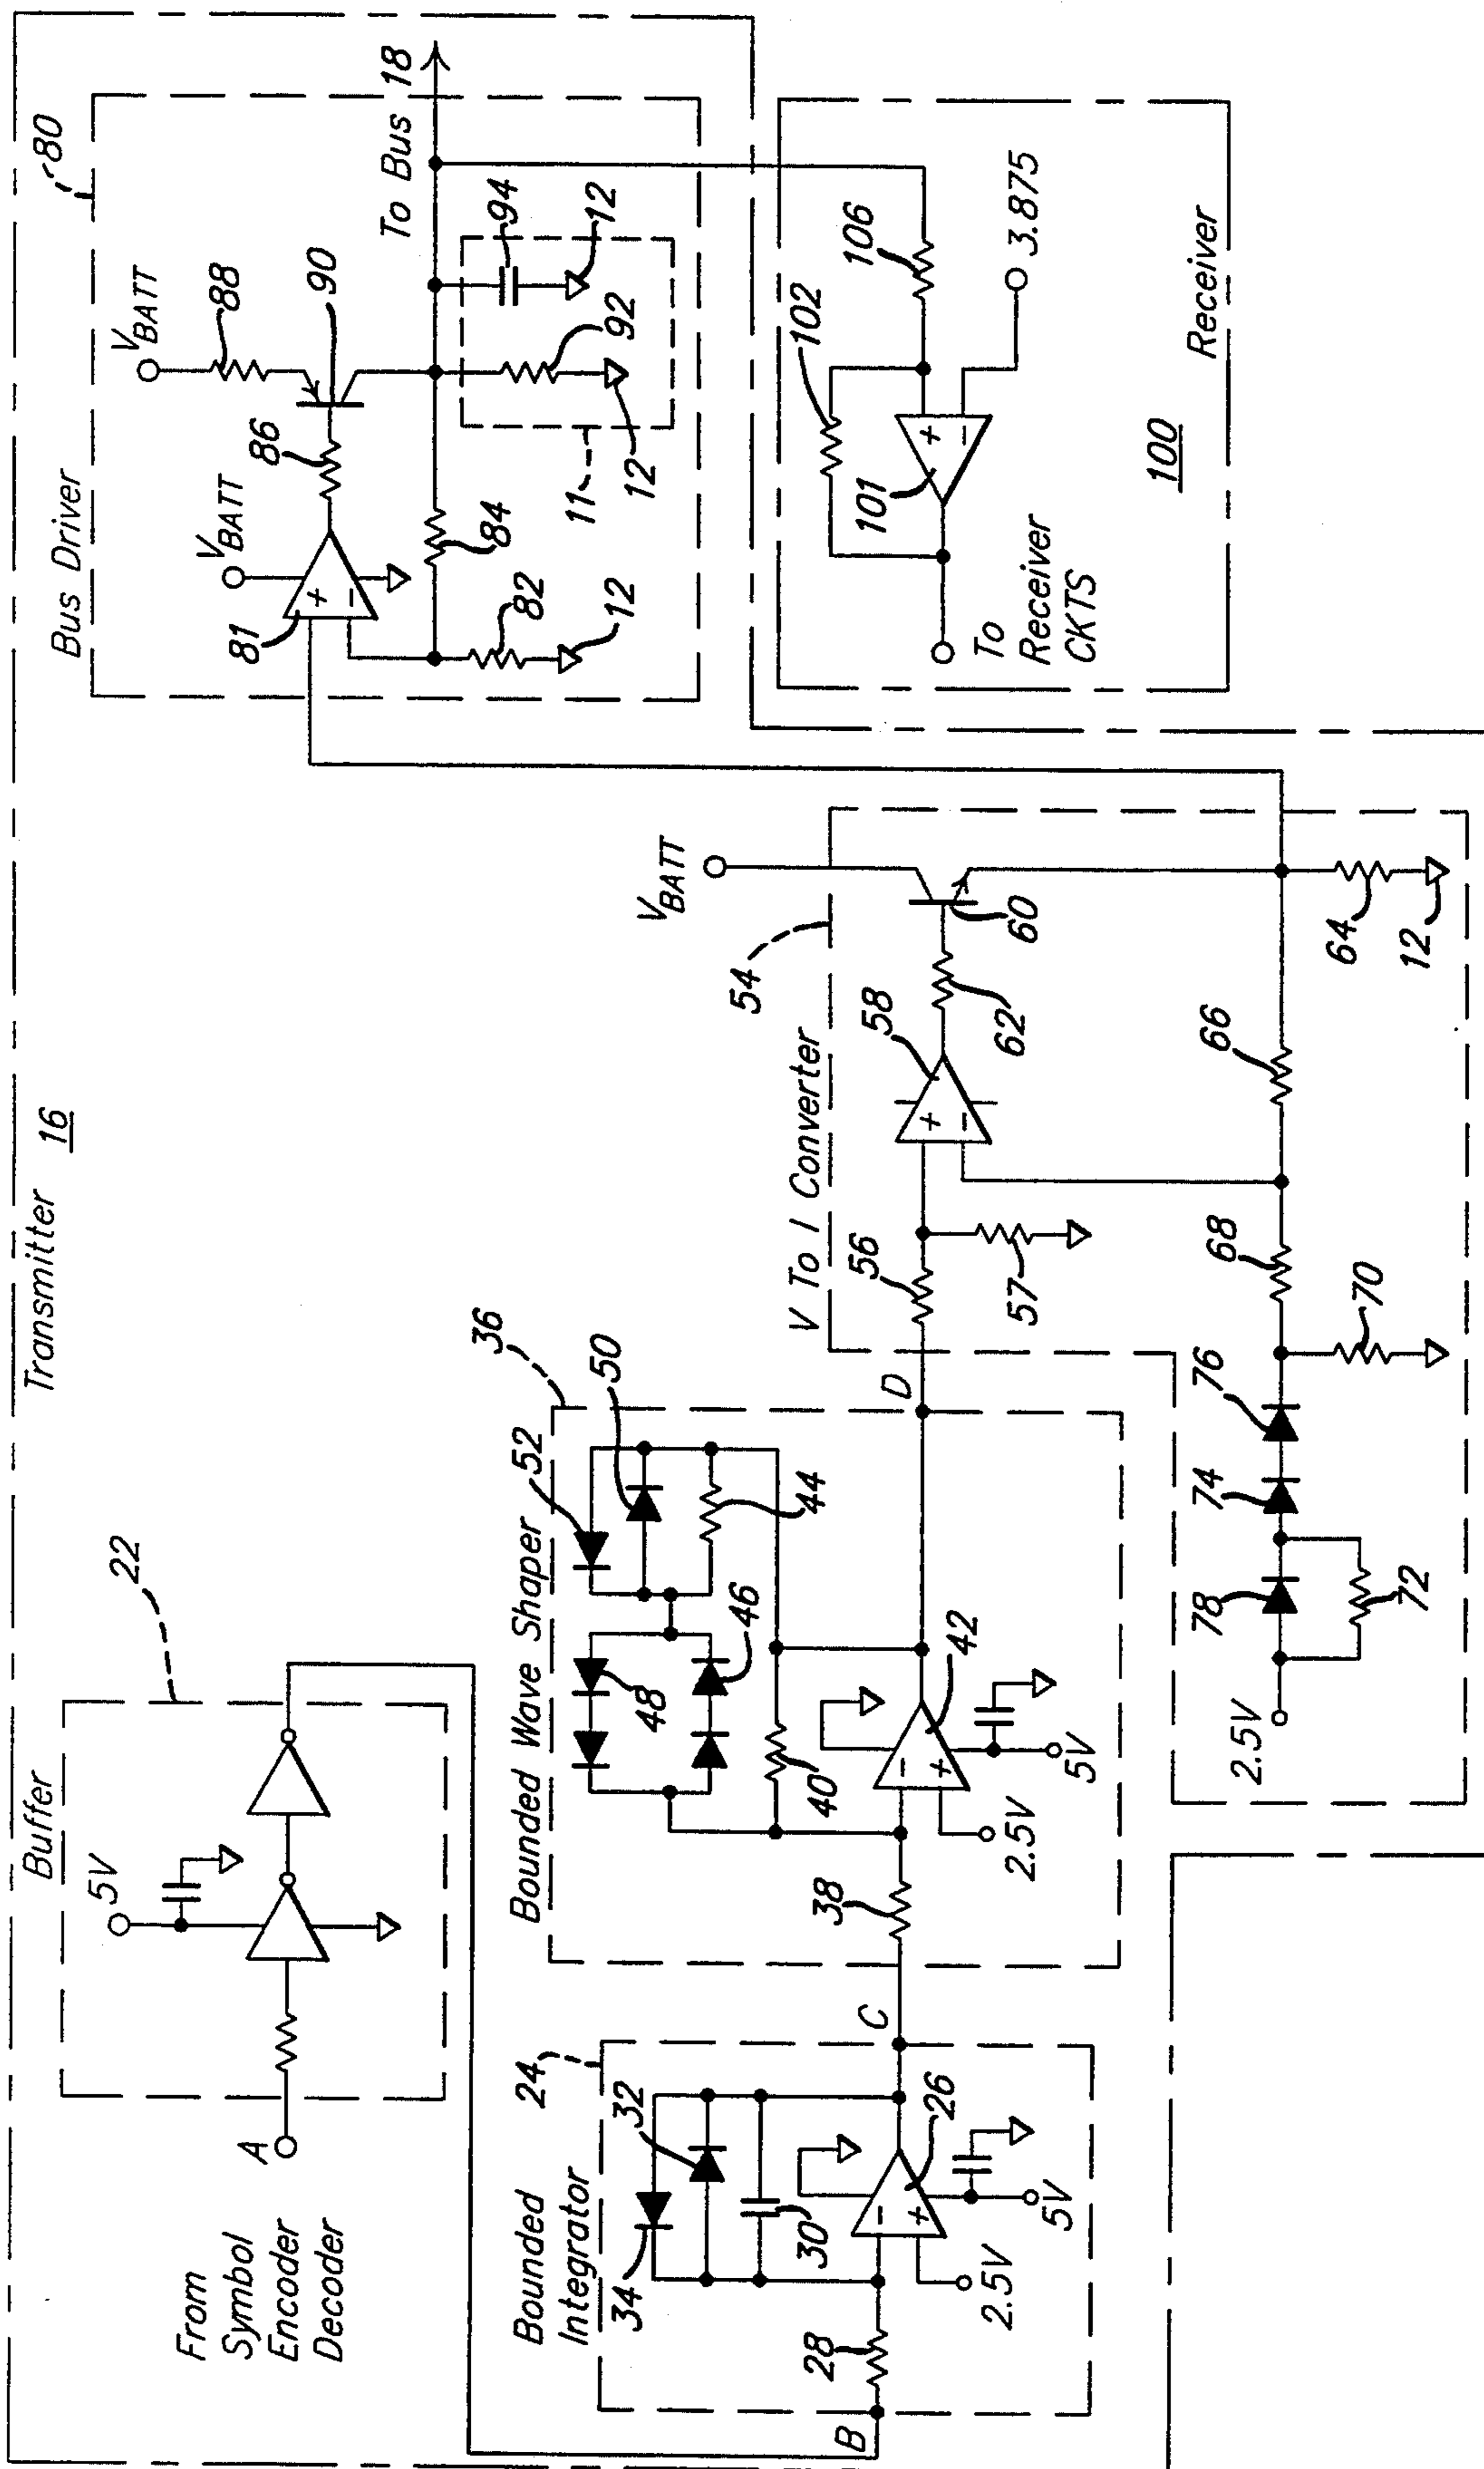 Transmitter 16
Buffer
22
5V
A
From
Symbol
Encoder
Decoder
Bounded
Integrator
24
34
32
30
28
26
B
C
2.5V
5V
Bounded Wave Shaper
36
52
50
48
46
44
40
42
38
2.5V
5V
D
V To I Converter
54
VBATT
56
57
58
60
62
64
12
66
68
70
76
74
78
72
2.5V
Bus Driver
80
VBATT
88
90
VBATT
81
86
84
82
12
To Bus
18
94
12
92
11
12
Receiver
100
102
106
101
3.875
To
Receiver
CKTS